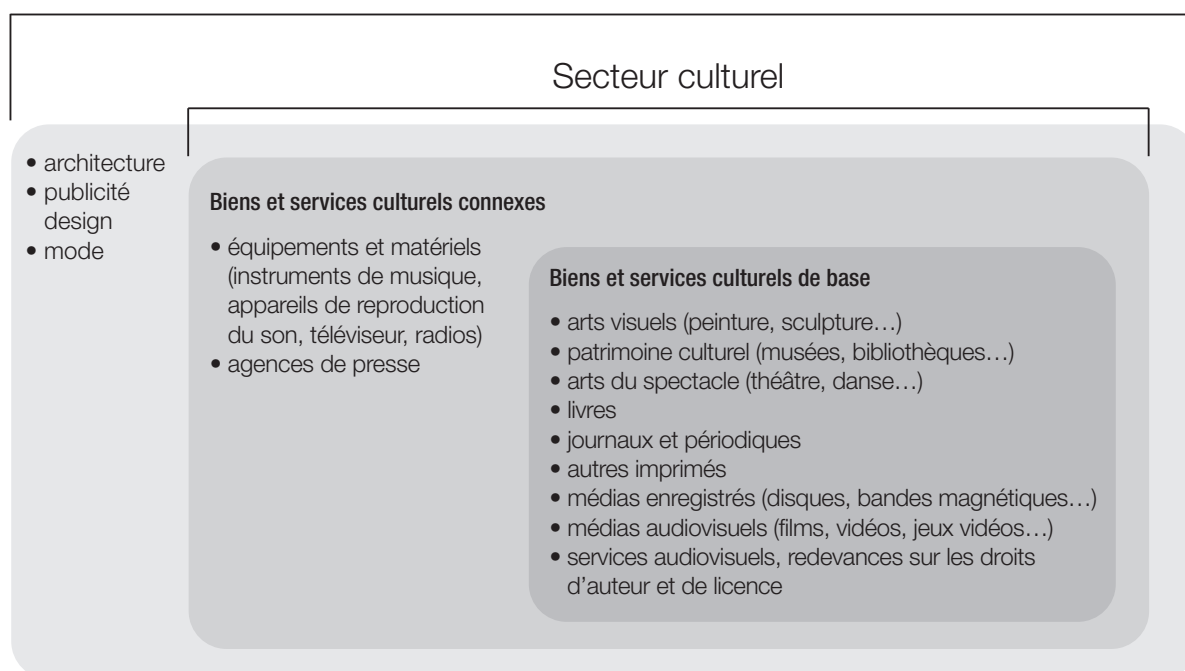 Secteur culturel
• architecture
• publicité
design
• mode
Biens et services culturels connexes
• équipements et matériels
(instruments de musique,
appareils de reproduction
du son, téléviseur, radios)
• agences de presse
Biens et services culturels de base
• arts visuels (peinture, sculpture…)
• patrimoine culturel (musées, bibliothèques…)
• arts du spectacle (théâtre, danse…)
• livres
• journaux et périodiques
• autres imprimés
• médias enregistrés (disques, bandes magnétiques…)
• médias audiovisuels (films, vidéos, jeux vidéos…)
• services audiovisuels, redevances sur les droits
d’auteur et de licence